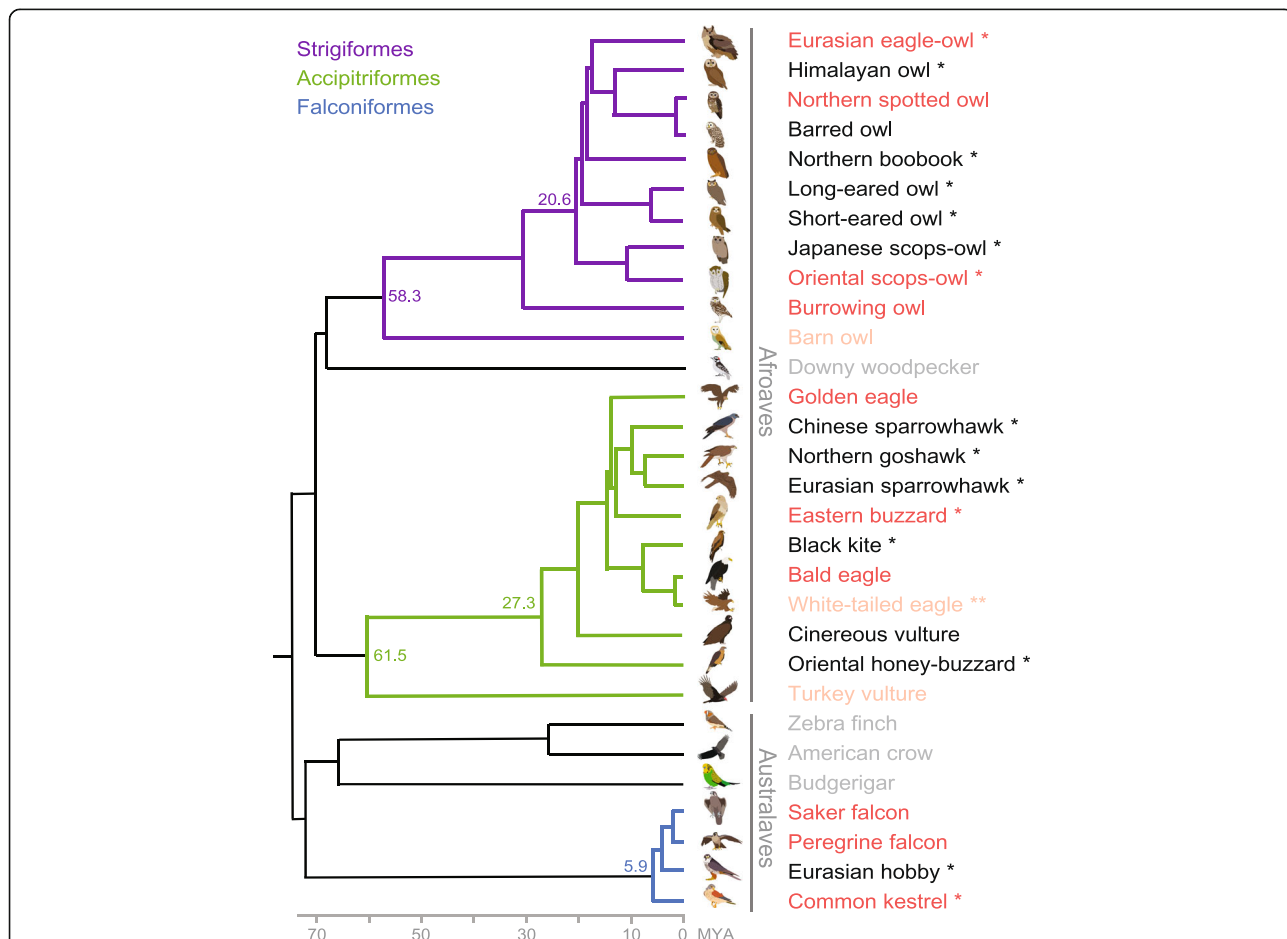 Strigiformes
Accipitriformes
Falconiformes
20.6
58.3
27.3
61.5
5.9
Eurasian eagle-owl *
Himalayan owl *
Northern spotted owl
Barred owl
Northern boobook *
Long-eared owl *
Short-eared owl *
Japanese scops-owl *
Oriental scops-owl *
Burrowing owl
Barn owl
Downy woodpecker
Golden eagle
Chinese sparrowhawk *
Northern goshawk *
Eurasian sparrowhawk *
Eastern buzzard *
Black kite *
Bald eagle
White-tailed eagle **
Cinereous vulture
Oriental honey-buzzard *
Turkey vulture
Zebra finch
American crow
Budgerigar
Saker falcon
Peregrine falcon
Eurasian hobby *
Common kestrel *
Afroaves
Australaves
70 50 30 10 0 MYA